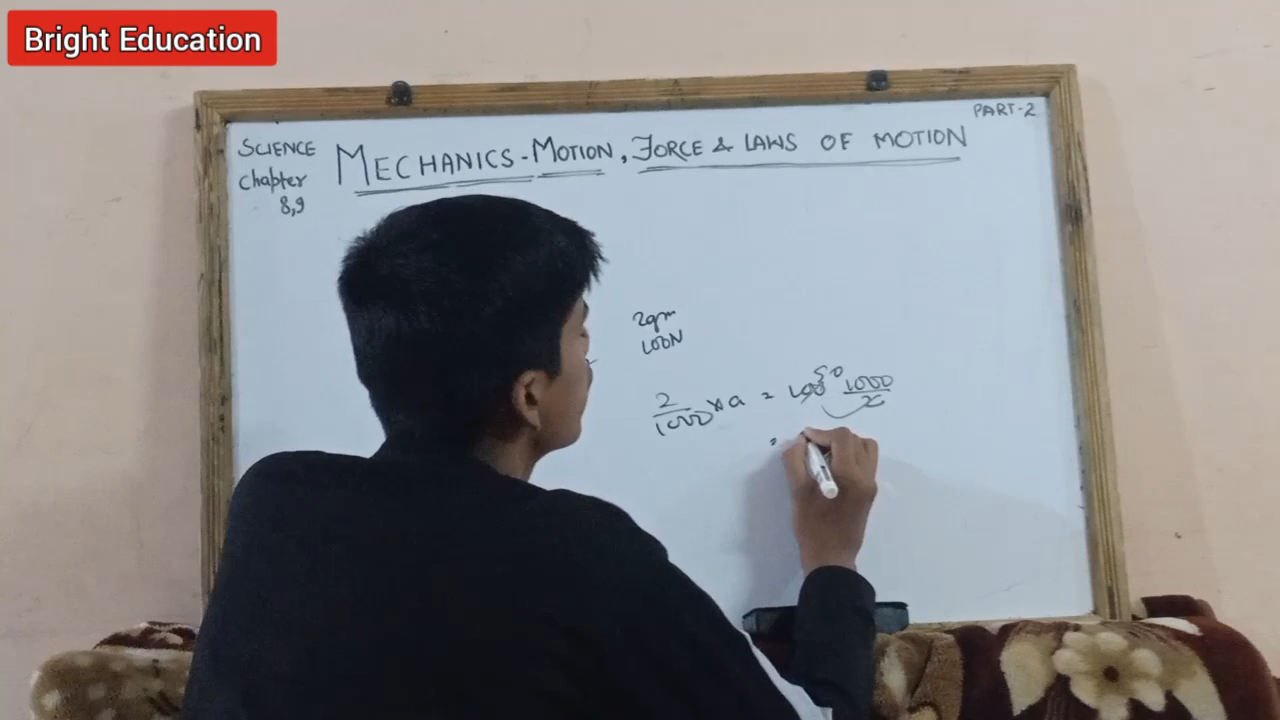 Bright Education
PART-2
SCIENCE
Chapter
8,9
MECHANICS-MOTION, FORCE & LAWS OF MOTION
2gm
100N
2/1000 × a = 100 50 1000/2
=